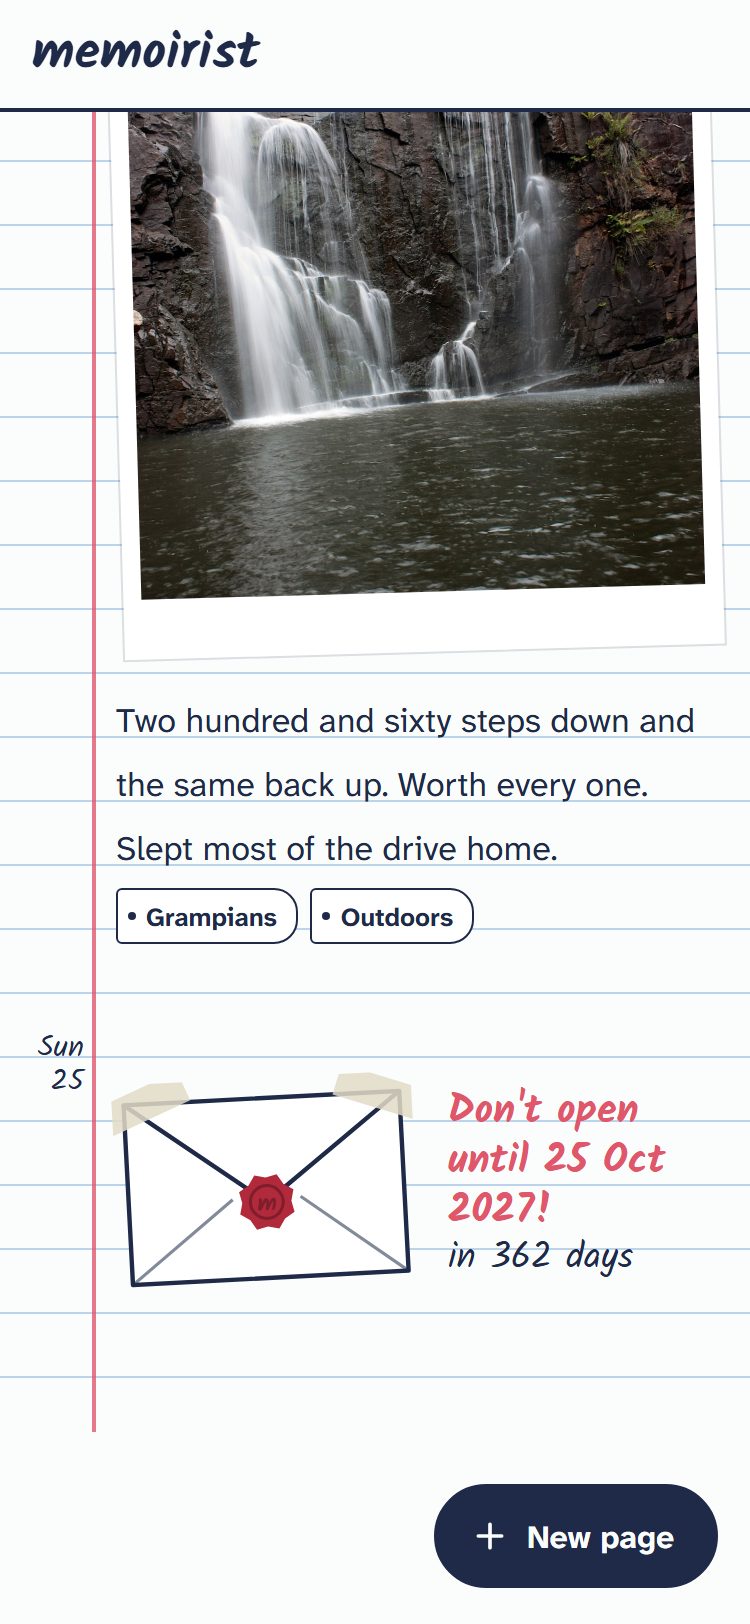 memoirist
Two hundred and sixty steps down and
the same back up. Worth every one.
Slept most of the drive home.
Grampians
Outdoors
Sun
25
m
Don't open
until 25 Oct
2027!
in 362 days
New page